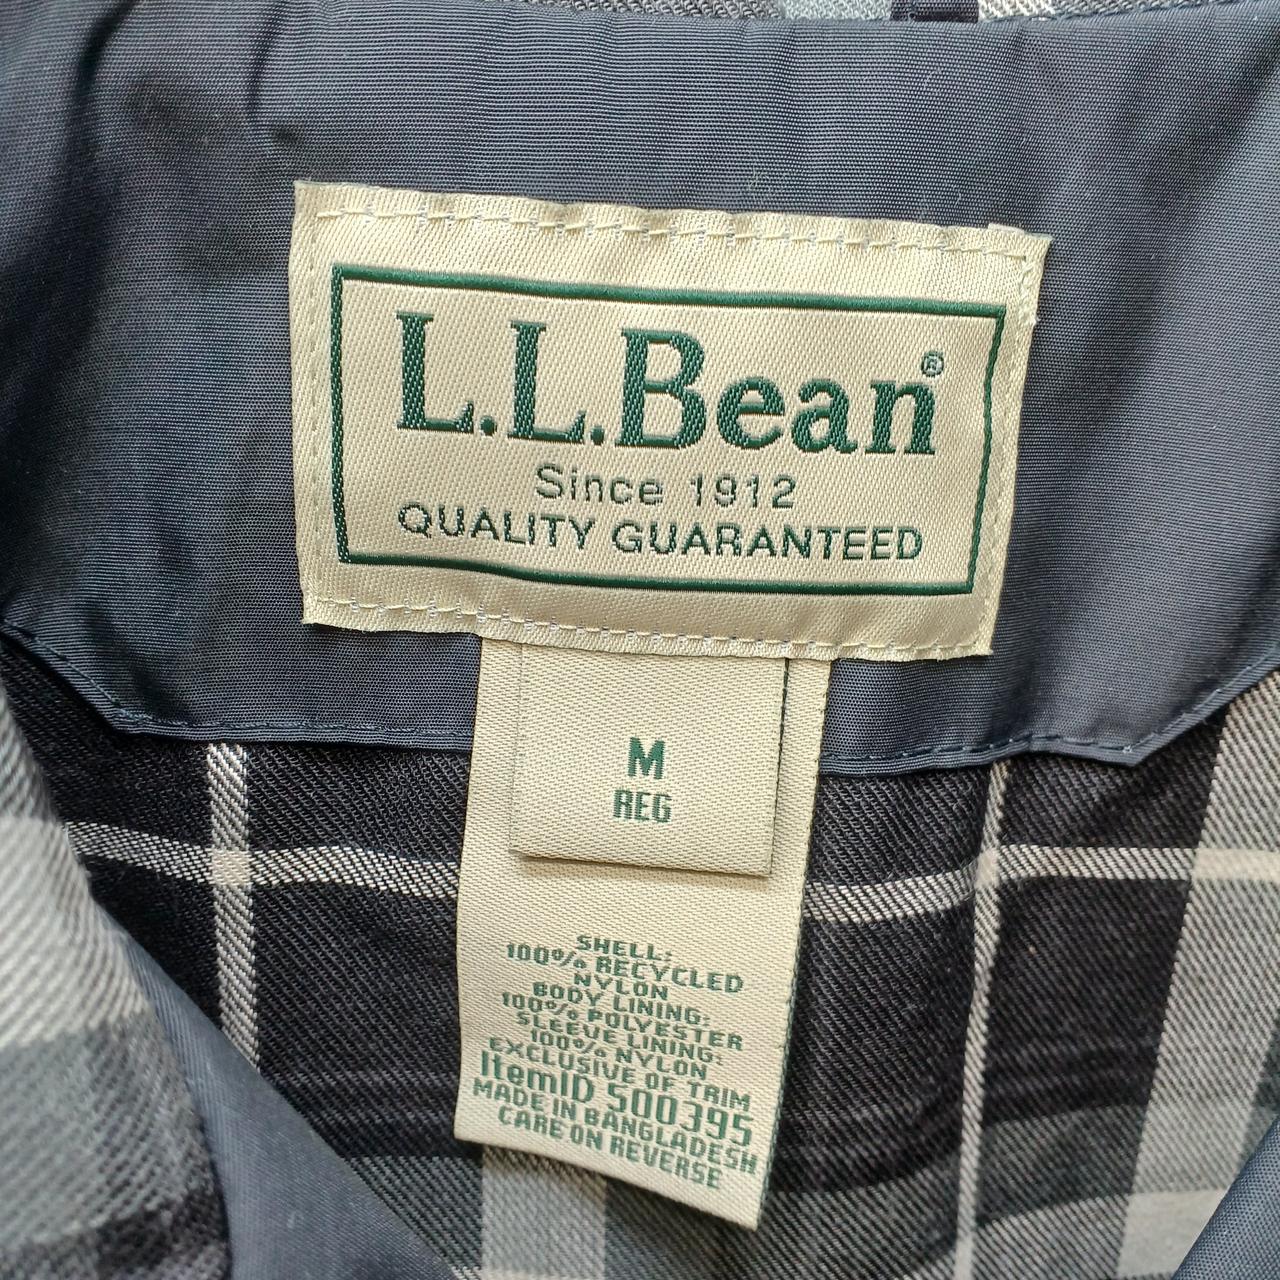 L.L.Bean®
Since 1912
QUALITY GUARANTEED
M
REG
SHELL:
100% RECYCLED
NYLON
BODY LINING:
100% POLYESTER
SLEEVE LINING:
100% NYLON
EXCLUSIVE OF TRIM
ItemID 500395
MADE IN BANGLADESH
CARE ON REVERSE